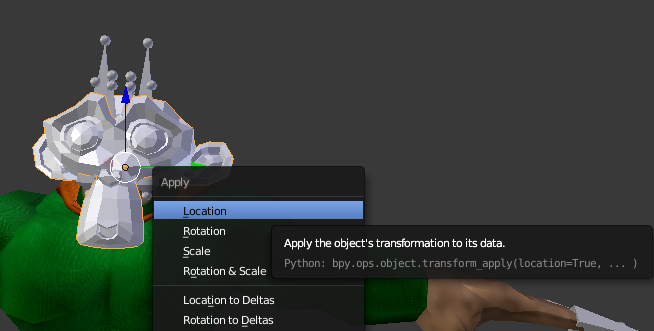 Apply
Location
Rotation
Scale
Rotation & Scale
Location to Deltas
Rotation to Deltas
Apply the object's transformation to its data.
Python: bpy.ops.object.transform_apply(location=True, ... )